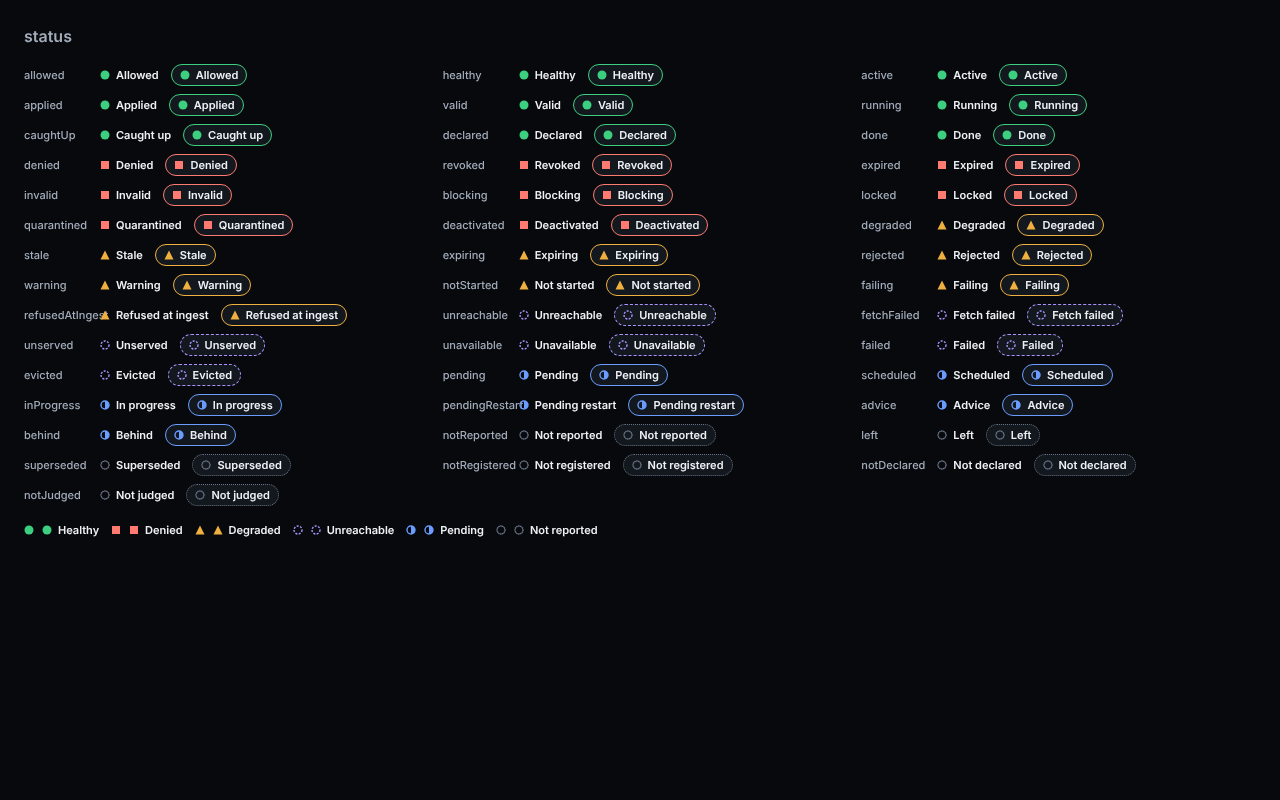 status
allowed Allowed Allowed healthy Healthy Healthy active Active Active
applied Applied Applied valid Valid Valid running Running Running
caughtUp Caught up Caught up declared Declared Declared done Done Done
denied Denied Denied revoked Revoked Revoked expired Expired Expired
invalid Invalid Invalid blocking Blocking Blocking locked Locked Locked
quarantined Quarantined Quarantined deactivated Deactivated Deactivated degraded Degraded Degraded
stale Stale Stale expiring Expiring Expiring rejected Rejected Rejected
warning Warning Warning notStarted Not started Not started failing Failing Failing
refusedAtIngest Refused at ingest Refused at ingest unreachable Unreachable Unreachable fetchFailed Fetch failed Fetch failed
unserved Unserved Unserved unavailable Unavailable Unavailable failed Failed Failed
evicted Evicted Evicted pending Pending Pending scheduled Scheduled Scheduled
inProgress In progress In progress pendingRestart Pending restart Pending restart advice Advice Advice
behind Behind Behind notReported Not reported Not reported left Left Left
superseded Superseded Superseded notRegistered Not registered Not registered notDeclared Not declared Not declared
notJudged Not judged Not judged
Healthy Denied Degraded Unreachable Pending Not reported